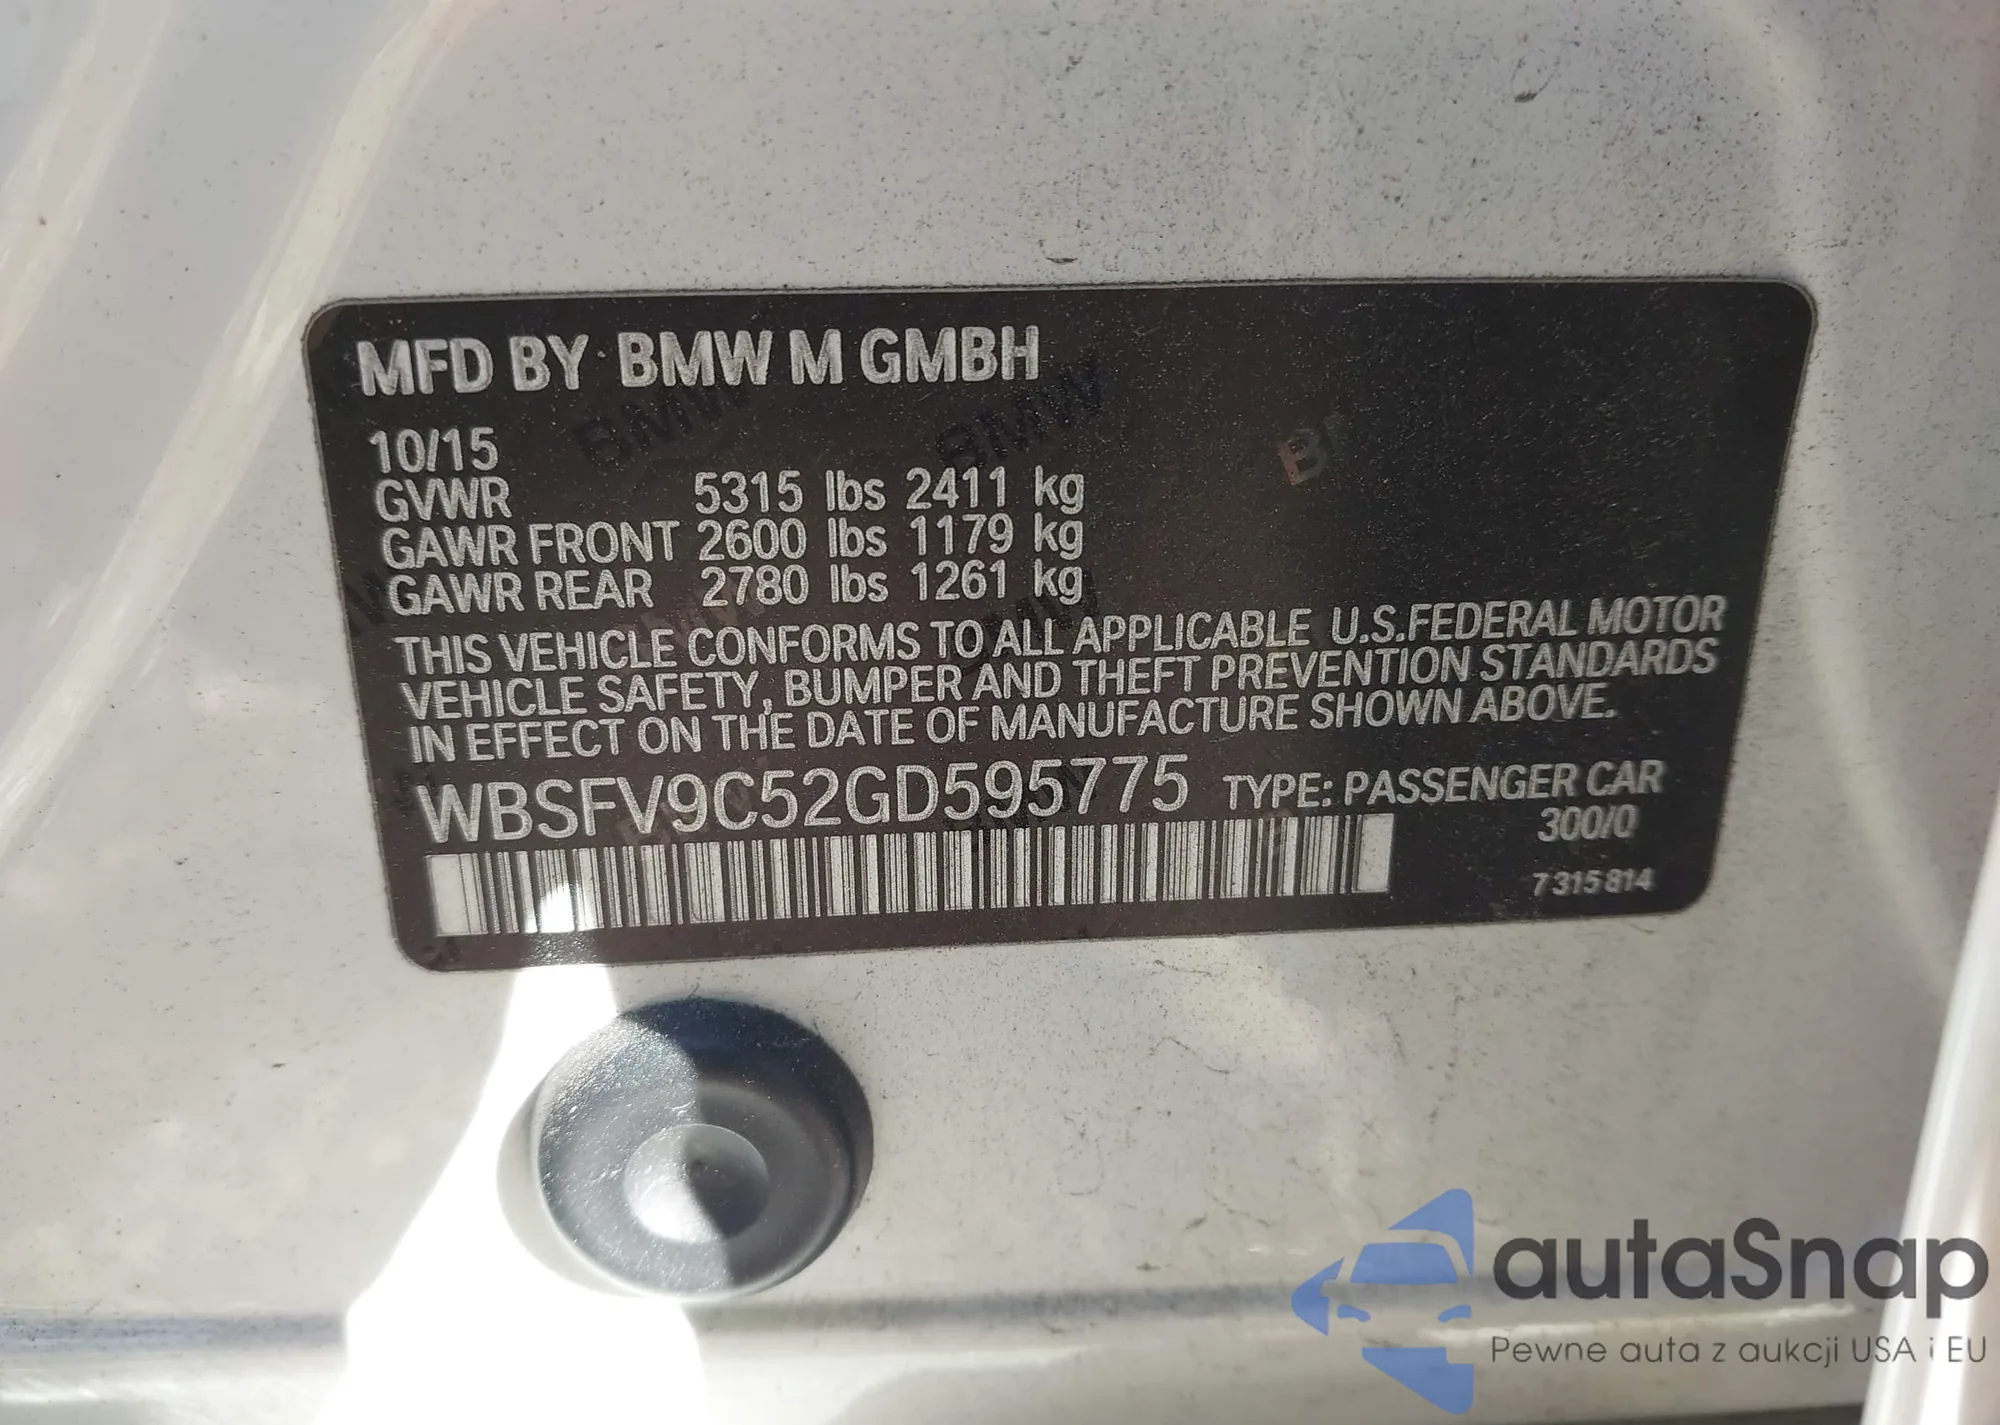 MFD BY BMW M GMBH
10/15
GVWR 5315 lbs 2411 kg
GAWR FRONT 2600 lbs 1179 kg
GAWR REAR 2780 lbs 1261 kg
THIS VEHICLE CONFORMS TO ALL APPLICABLE U.S.FEDERAL MOTOR
VEHICLE SAFETY, BUMPER AND THEFT PREVENTION STANDARDS
IN EFFECT ON THE DATE OF MANUFACTURE SHOWN ABOVE.
WBSFV9C52GD595775 TYPE: PASSENGER CAR
300/0
7 315 814
autaSnap
Pewne auta z aukcji USA i EU